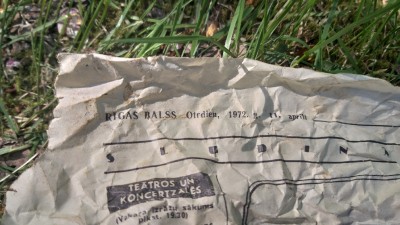 RĪGAS BALSS Otrdien, 1972. g. 11. aprīlī
S L U D I N Ā
TEATROS UN
KONCERTZĀLĒS
(Vakara izrāžu sākums
plkst. 19.30)